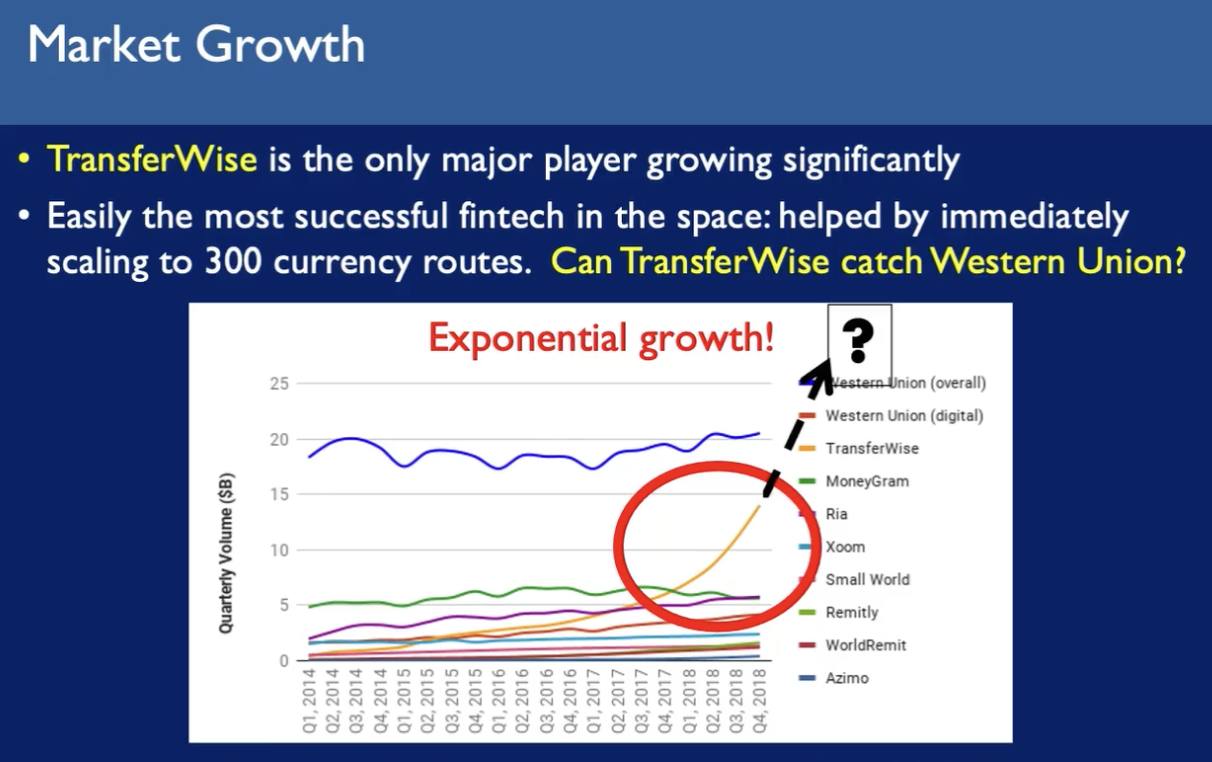 Market Growth
• TransferWise is the only major player growing significantly
• Easily the most successful fintech in the space: helped by immediately
scaling to 300 currency routes. Can TransferWise catch Western Union?
Exponential growth!
?
Quarterly Volume ($B)
25
20
15
10
5
0
Q1, 2014
Q2, 2014
Q3, 2014
Q4, 2014
Q1, 2015
Q2, 2015
Q3, 2015
Q4, 2015
Q1, 2016
Q2, 2016
Q3, 2016
Q4, 2016
Q1, 2017
Q2, 2017
Q3, 2017
Q4, 2017
Q1, 2018
Q2, 2018
Q3, 2018
Q4, 2018
Western Union (overall)
Western Union (digital)
TransferWise
MoneyGram
Ria
Xoom
Small World
Remitly
WorldRemit
Azimo